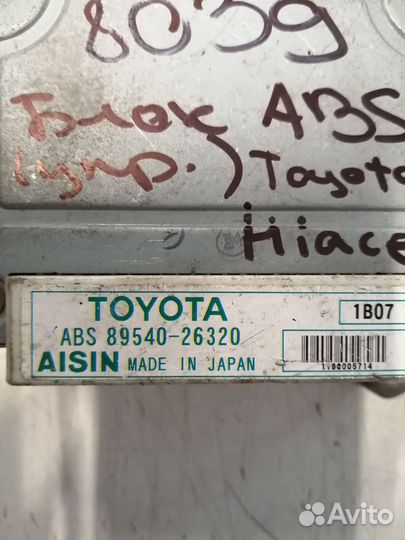 8039
Блок ABS
(упр.) Toyota
Hiace
TOYOTA
1B07
ABS 89540-26320
AISIN MADE IN JAPAN
Avito